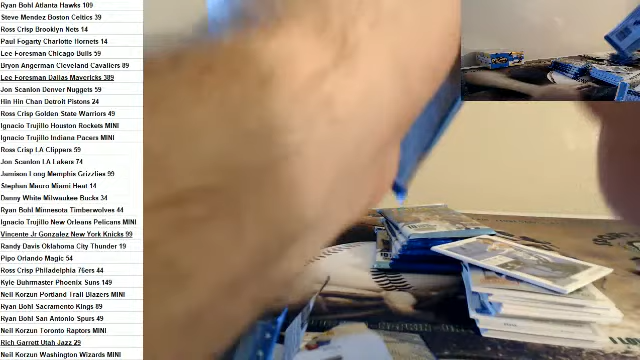 Ryan Bohl Atlanta Hawks 109
Steve Mendez Boston Celtics 39
Ross Crisp Brooklyn Nets 14
Paul Fogarty Charlotte Hornets 14
Lee Foresman Chicago Bulls 59
Bryon Angerman Cleveland Cavaliers 89
Lee Foresman Dallas Mavericks 389
Jon Scanlon Denver Nuggets 59
Hin Hin Chan Detroit Pistons 24
Ross Crisp Golden State Warriors 49
Ignacio Trujillo Houston Rockets MINI
Ignacio Trujillo Indiana Pacers MINI
Ross Crisp LA Clippers 59
Jon Scanlon LA Lakers 74
Jamison Long Memphis Grizzlies 99
Stephan Mauro Miami Heat 14
Danny White Milwaukee Bucks 34
Ryan Bohl Minnesota Timberwolves 44
Ignacio Trujillo New Orleans Pelicans MINI
Vincente Jr Gonzalez New York Knicks 99
Randy Davis Oklahoma City Thunder 19
Pipo Orlando Magic 54
Ross Crisp Philadelphia 76ers 44
Kyle Buhrmaster Phoenix Suns 149
Neil Korzun Portland Trail Blazers MINI
Ryan Bohl Sacramento Kings 89
Ryan Bohl San Antonio Spurs 49
Neil Korzun Toronto Raptors MINI
Rich Garrett Utah Jazz 29
Neil Korzun Washington Wizards MINI